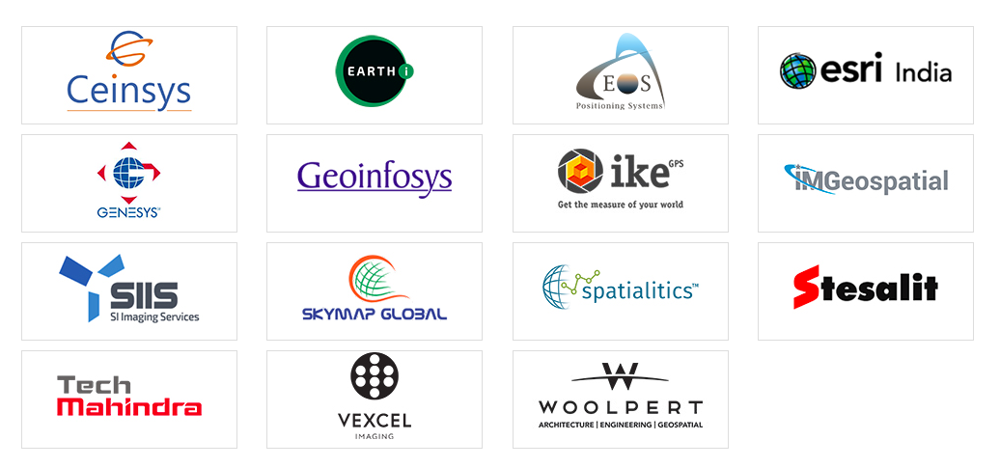 Ceinsys
EARTH i
EOS
Positioning Systems
esri India
GENESYS
Geoinfosys
ike GPS
Get the measure of your world
IMGeospatial
SIIS
SI Imaging Services
SKYMAP GLOBAL
spatialitics™
Stesalit
Tech
Mahindra
VEXCEL
IMAGING
W
WOOLPERT
ARCHITECTURE | ENGINEERING | GEOSPATIAL